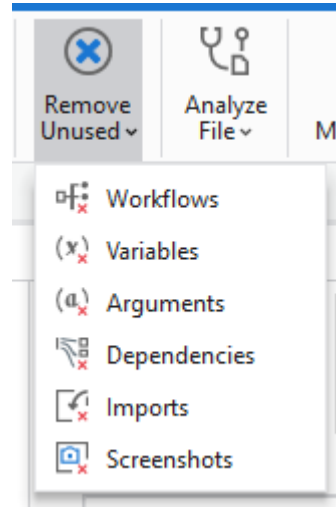 Remove
Unused
Analyze
File
M
Workflows
(x) Variables
(a) Arguments
Dependencies
Imports
Screenshots